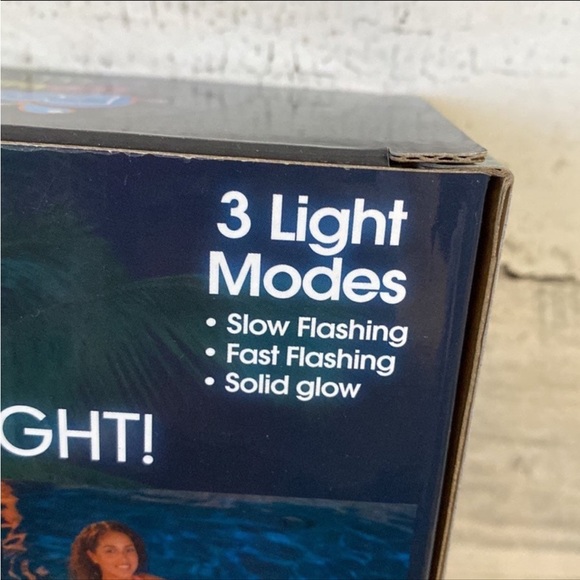 3 Light
Modes
• Slow Flashing
• Fast Flashing
• Solid glow
GHT!